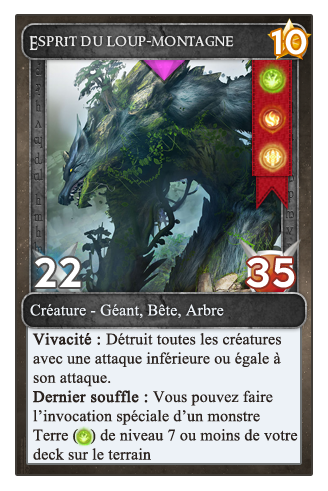 Esprit du loup-montagne
10
22
35
Créature - Géant, Bête, Arbre
Vivacité : Détruit toutes les créatures
avec une attaque inférieure ou égale à
son attaque.
Dernier souffle : Vous pouvez faire
l'invocation spéciale d'un monstre
Terre () de niveau 7 ou moins de votre
deck sur le terrain